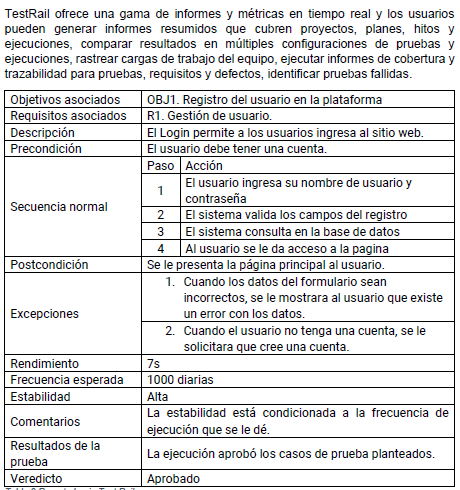 TestRail ofrece una gama de informes y métricas en tiempo real y los usuarios
pueden generar informes resumidos que cubren proyectos, planes, hitos y
ejecuciones, comparar resultados en múltiples configuraciones de pruebas y
ejecuciones, rastrear cargas de trabajo del equipo, ejecutar informes de cobertura y
trazabilidad para pruebas, requisitos y defectos, identificar pruebas fallidas.
Objetivos asociados OBJ1. Registro del usuario en la plataforma
Requisitos asociados R1. Gestión de usuario.
Descripción El Login permite a los usuarios ingresa al sitio web.
Precondición El usuario debe tener una cuenta.
Secuencia normal
Paso Acción
1 El usuario ingresa su nombre de usuario y
contraseña
2 El sistema valida los campos del registro
3 El sistema consulta en la base de datos
4 Al usuario se le da acceso a la pagina
Postcondición Se le presenta la página principal al usuario.
Excepciones
1. Cuando los datos del formulario sean
incorrectos, se le mostrara al usuario que existe
un error con los datos.
2. Cuando el usuario no tenga una cuenta, se le
solicitara que cree una cuenta.
Rendimiento 7s
Frecuencia esperada 1000 diarias
Estabilidad Alta
Comentarios
La estabilidad está condicionada a la frecuencia de
ejecución que se le dé.
Resultados de la
prueba
La ejecución aprobó los casos de prueba planteados.
Veredicto Aprobado